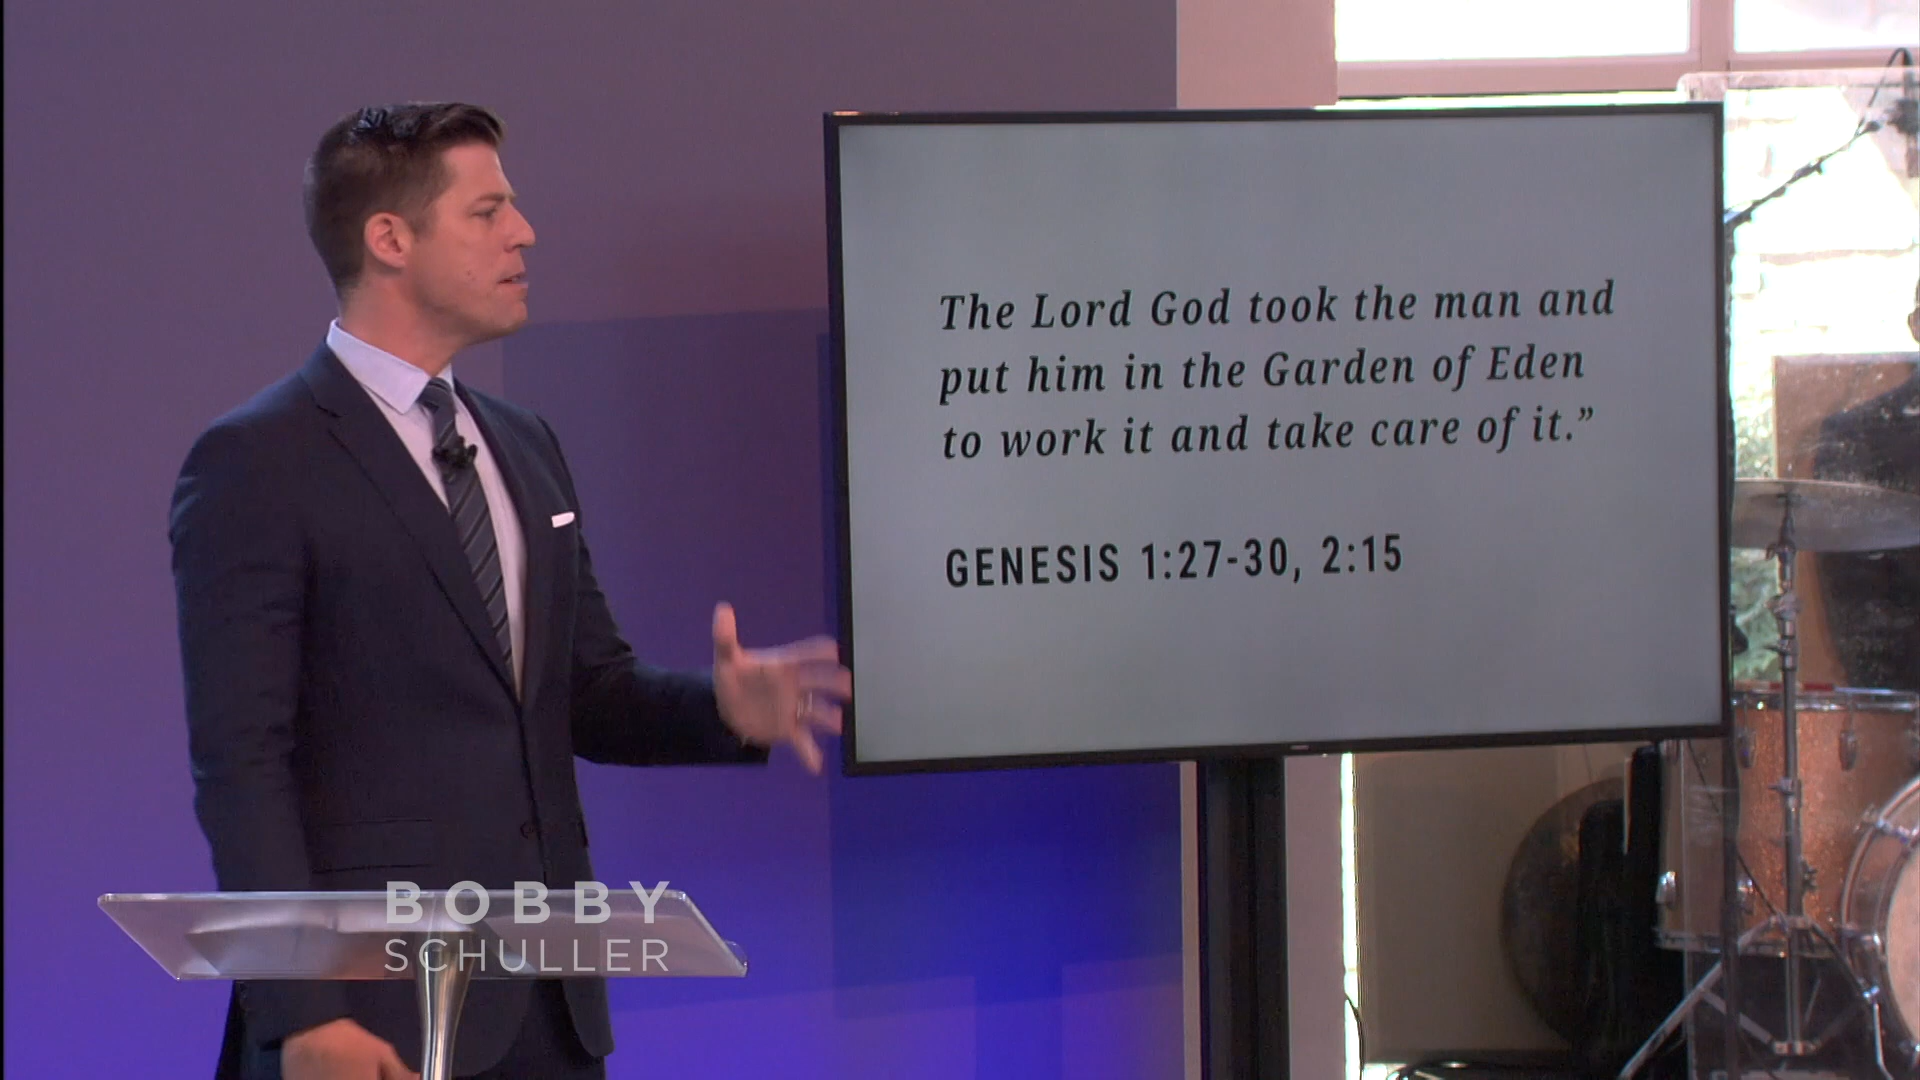 The Lord God took the man and
put him in the Garden of Eden
to work it and take care of it.”
GENESIS 1:27-30, 2:15
BOBBY
SCHULLER